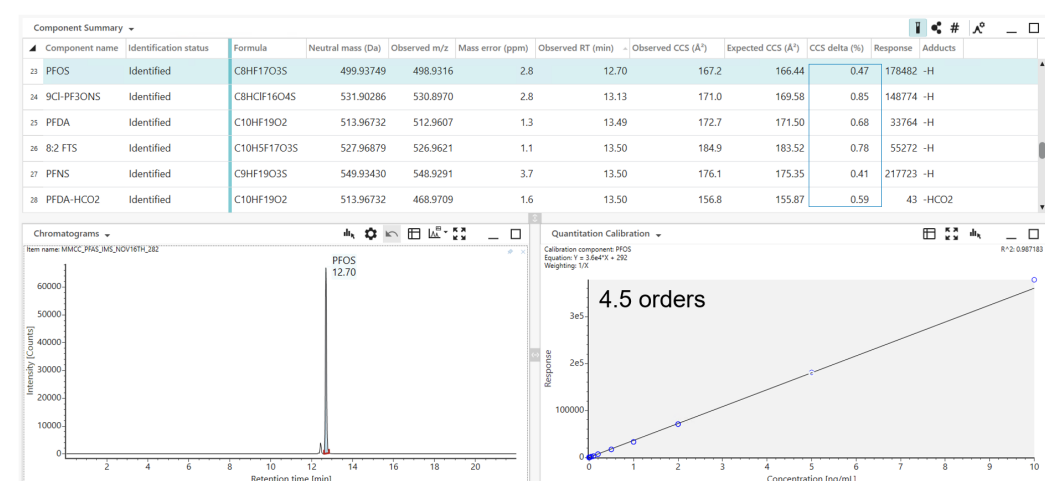 Component Summary
Component name Identification status Formula Neutral mass (Da) Observed m/z Mass error (ppm) Observed RT (min) Observed CCS (Å²) Expected CCS (Å²) CCS delta (%) Response Adducts
23 PFOS Identified C8HF17O3S 499.93749 498.9316 2.8 12.70 167.2 166.44 0.47 178482 -H
24 9Cl-PF3ONS Identified C8HClF16O4S 531.90286 530.8970 2.8 13.13 171.0 169.58 0.85 148774 -H
25 PFDA Identified C10HF19O2 513.96732 512.9607 1.3 13.49 172.7 171.50 0.68 33764 -H
26 8:2 FTS Identified C10H5F17O3S 527.96879 526.9621 1.1 13.50 184.9 183.52 0.78 55272 -H
27 PFNS Identified C9HF19O3S 549.93430 548.9291 3.7 13.50 176.1 175.35 0.41 217723 -H
28 PFDA-HCO2 Identified C10HF19O2 513.96732 468.9709 1.6 13.50 156.8 155.87 0.59 43 -HCO2
Chromatograms
Item name: MMCC_PFAS_IMS_NOV16TH_282
PFOS
12.70
60000
50000
40000
30000
20000
10000
0
Intensity [Counts]
2 4 6 8 10 12 14 16 18 20
Retention time [min]
Quantitation Calibration
Calibration component: PFOS
R^2: 0.987183
Equation: Y = 3.6e4*X + 292
Weighting: 1/X
4.5 orders
3e5
2e5
100000
0
Response
0 1 2 3 4 5 6 7 8 9 10
Concentration [ng/mL]